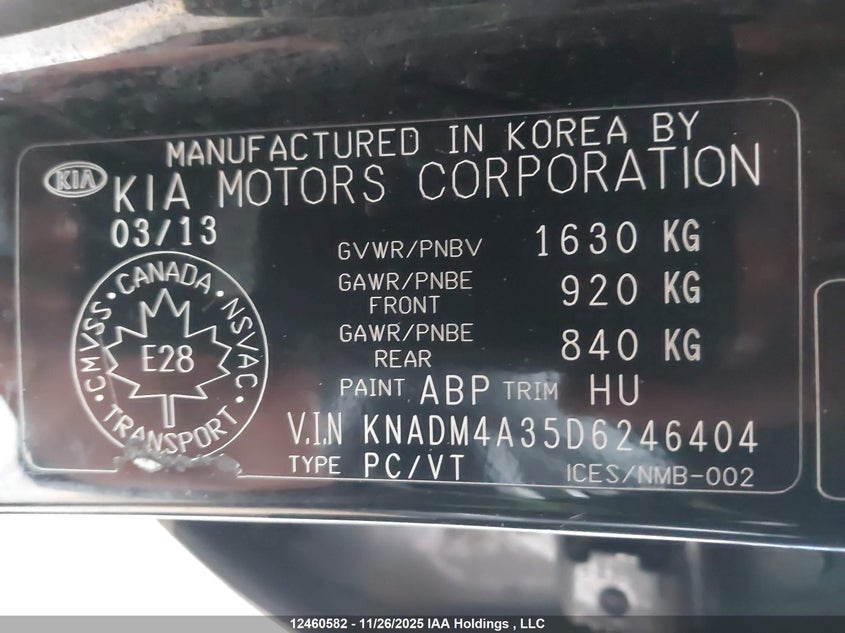 MANUFACTURED IN KOREA BY
KIA
KIA MOTORS CORPORATION
03/13
GVWR/PNBV 1630 KG
GAWR/PNBE FRONT 920 KG
GAWR/PNBE REAR 840 KG
CANADA
CMVSS · NSVAC
E28
TRANSPORT
PAINT ABP TRIM HU
V.I.N KNADM4A35D6246404
TYPE PC/VT ICES/NMB-002
12460582 - 11/26/2025 IAA Holdings , LLC